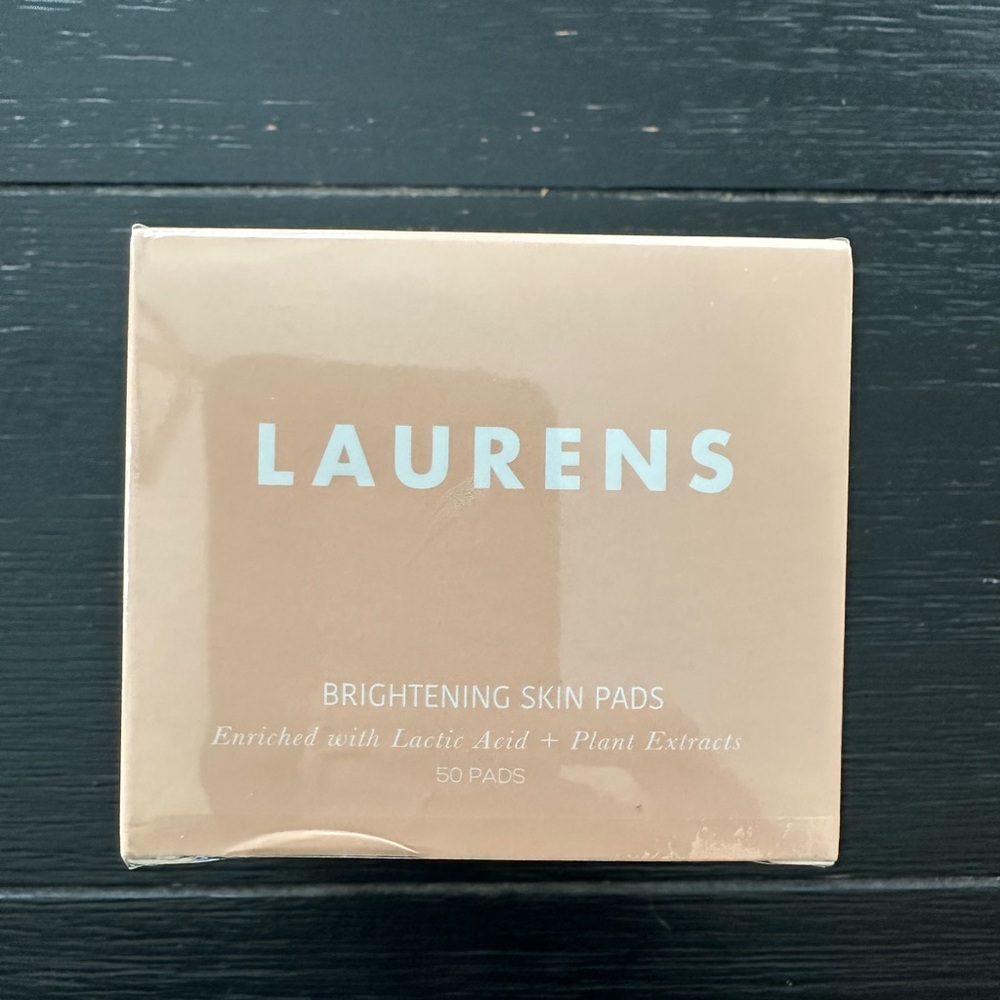 LAURENS
BRIGHTENING SKIN PADS
Enriched with Lactic Acid + Plant Extracts
50 PADS